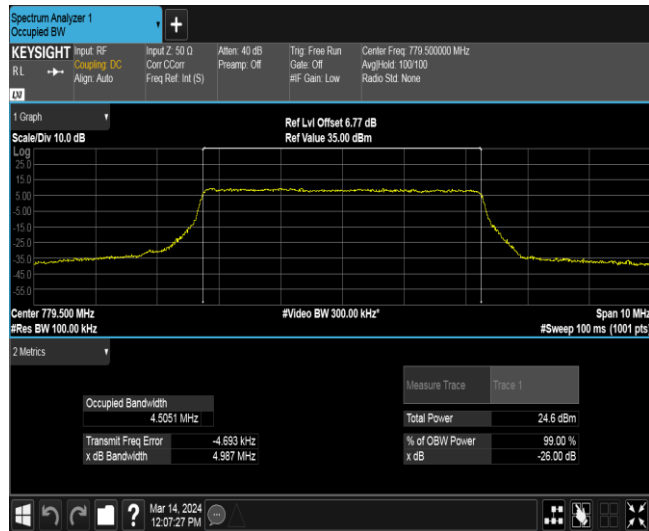 Spectrum Analyzer 1
Occupied BW
+
KEYSIGHT Input: RF Input Z: 50 Ω Atten: 40 dB Trig: Free Run Center Freq: 779.500000 MHz
RL Coupling: DC Corr CCorr Preamp: Off Gate: Off Avg|Hold: 100/100
Align: Auto Freq Ref: Int (S) #IF Gain: Low Radio Std: None
LXI
1 Graph
Ref Lvl Offset 6.77 dB
Scale/Div 10.0 dB Ref Value 35.00 dBm
Log
25.0
15.0
5.00
-5.00
-15.0
-25.0
-35.0
-45.0
-55.0
Center 779.500 MHz #Video BW 300.00 kHz* Span 10 MHz
#Res BW 100.00 kHz #Sweep 100 ms (1001 pts)
2 Metrics
Measure Trace Trace 1
Occupied Bandwidth
4.5051 MHz Total Power 24.6 dBm
Transmit Freq Error -4.693 kHz % of OBW Power 99.00 %
x dB Bandwidth 4.987 MHz x dB -26.00 dB
? Mar 14, 2024
12:07:27 PM